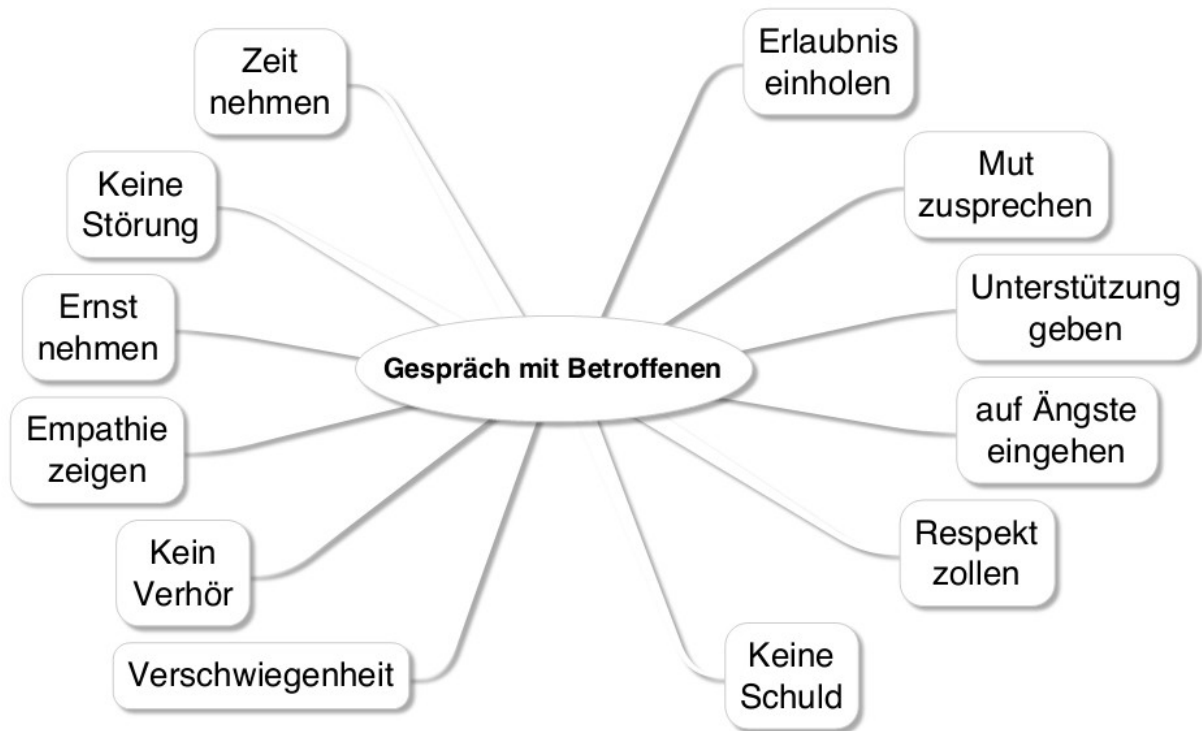 Zeit
nehmen
Keine
Störung
Ernst
nehmen
Empathie
zeigen
Kein
Verhör
Verschwiegenheit
Gespräch mit Betroffenen
Erlaubnis
einholen
Mut
zusprechen
Unterstützung
geben
auf Ängste
eingehen
Respekt
zollen
Keine
Schuld